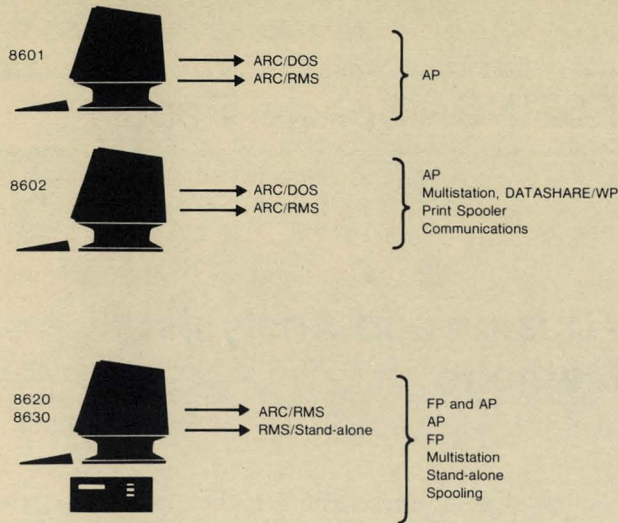 8601
ARC/DOS
ARC/RMS
AP
8602
ARC/DOS
ARC/RMS
AP
Multistation, DATASHARE/WP
Print Spooler
Communications
8620
8630
ARC/RMS
RMS/Stand-alone
FP and AP
AP
FP
Multistation
Stand-alone
Spooling